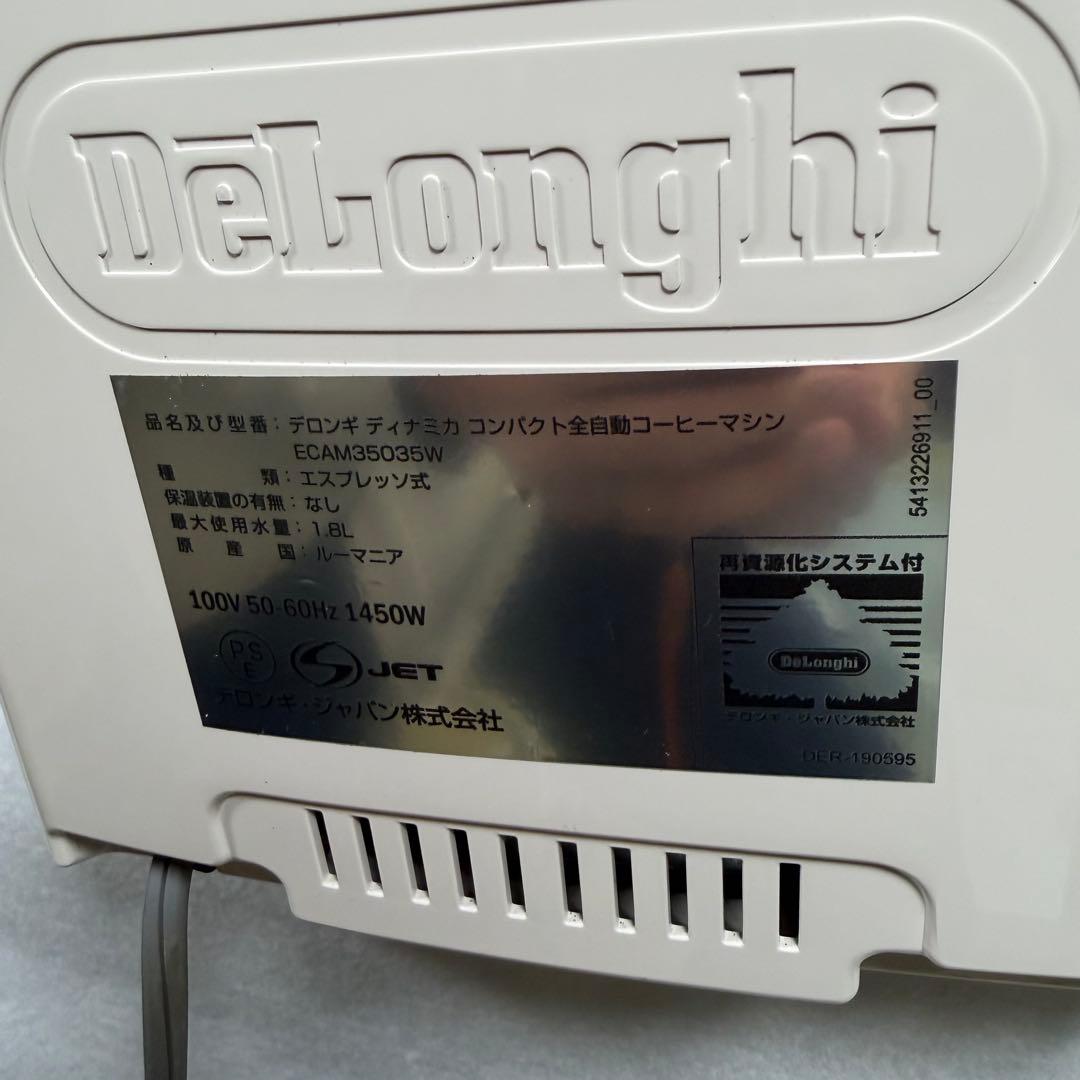 DēLonghi
品名及び型番：デロンギ ディナミカ コンパクト全自動コーヒーマシン
ECAM35035W
種　　　類：エスプレッソ式
保温装置の有無：なし
最大使用水量：1.8L
原　産　国：ルーマニア
100V 50-60Hz 1450W
PS E
JET
デロンギ・ジャパン株式会社
5413226911_00
再資源化システム付
DēLonghi
デロンギ・ジャパン株式会社
DER-190595